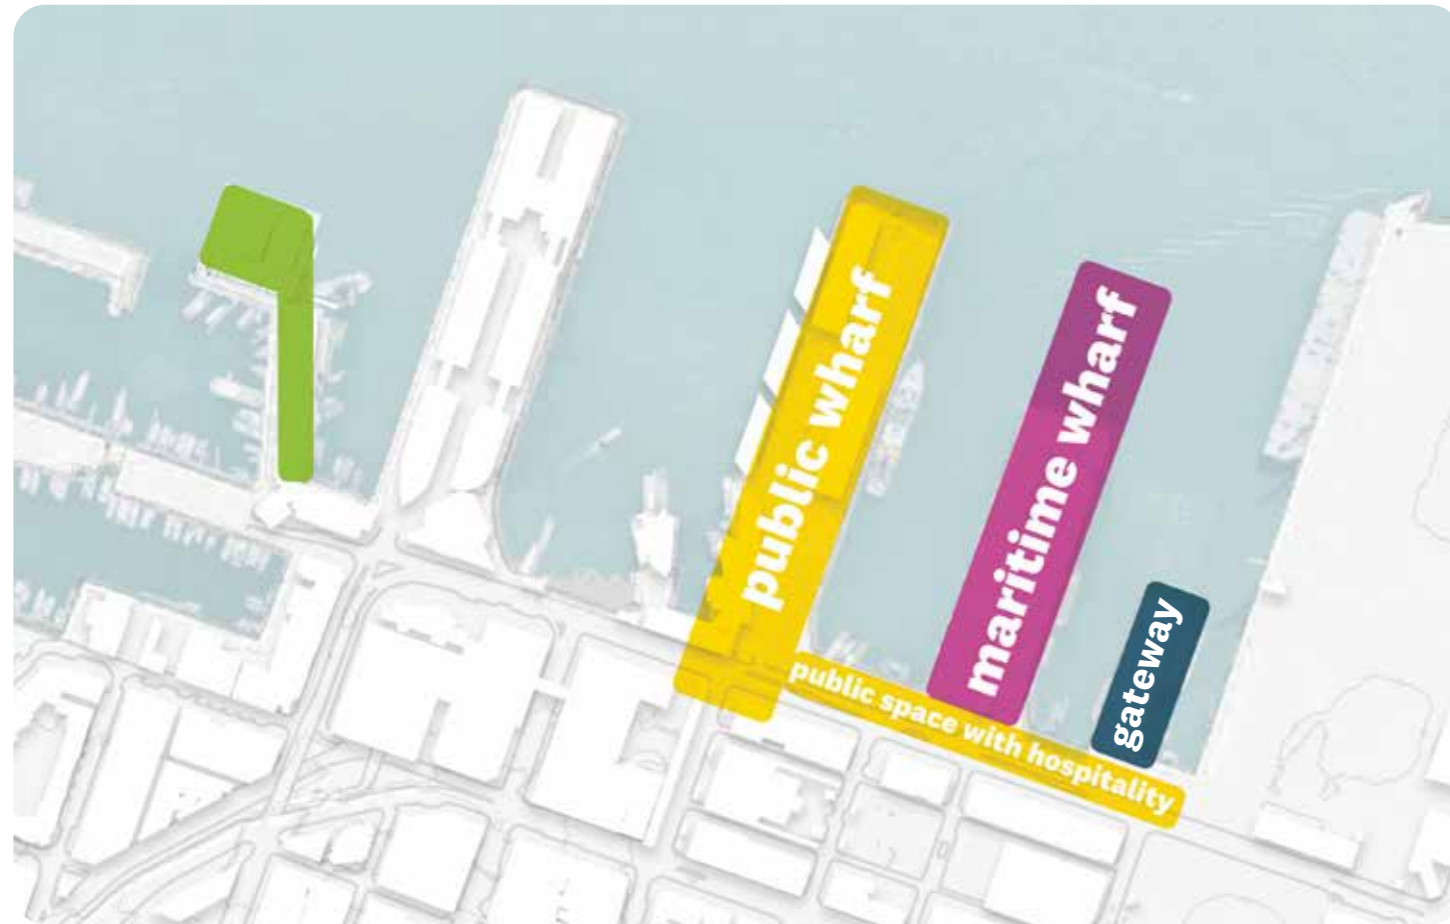 public wharf
maritime wharf
gateway
public space with hospitality